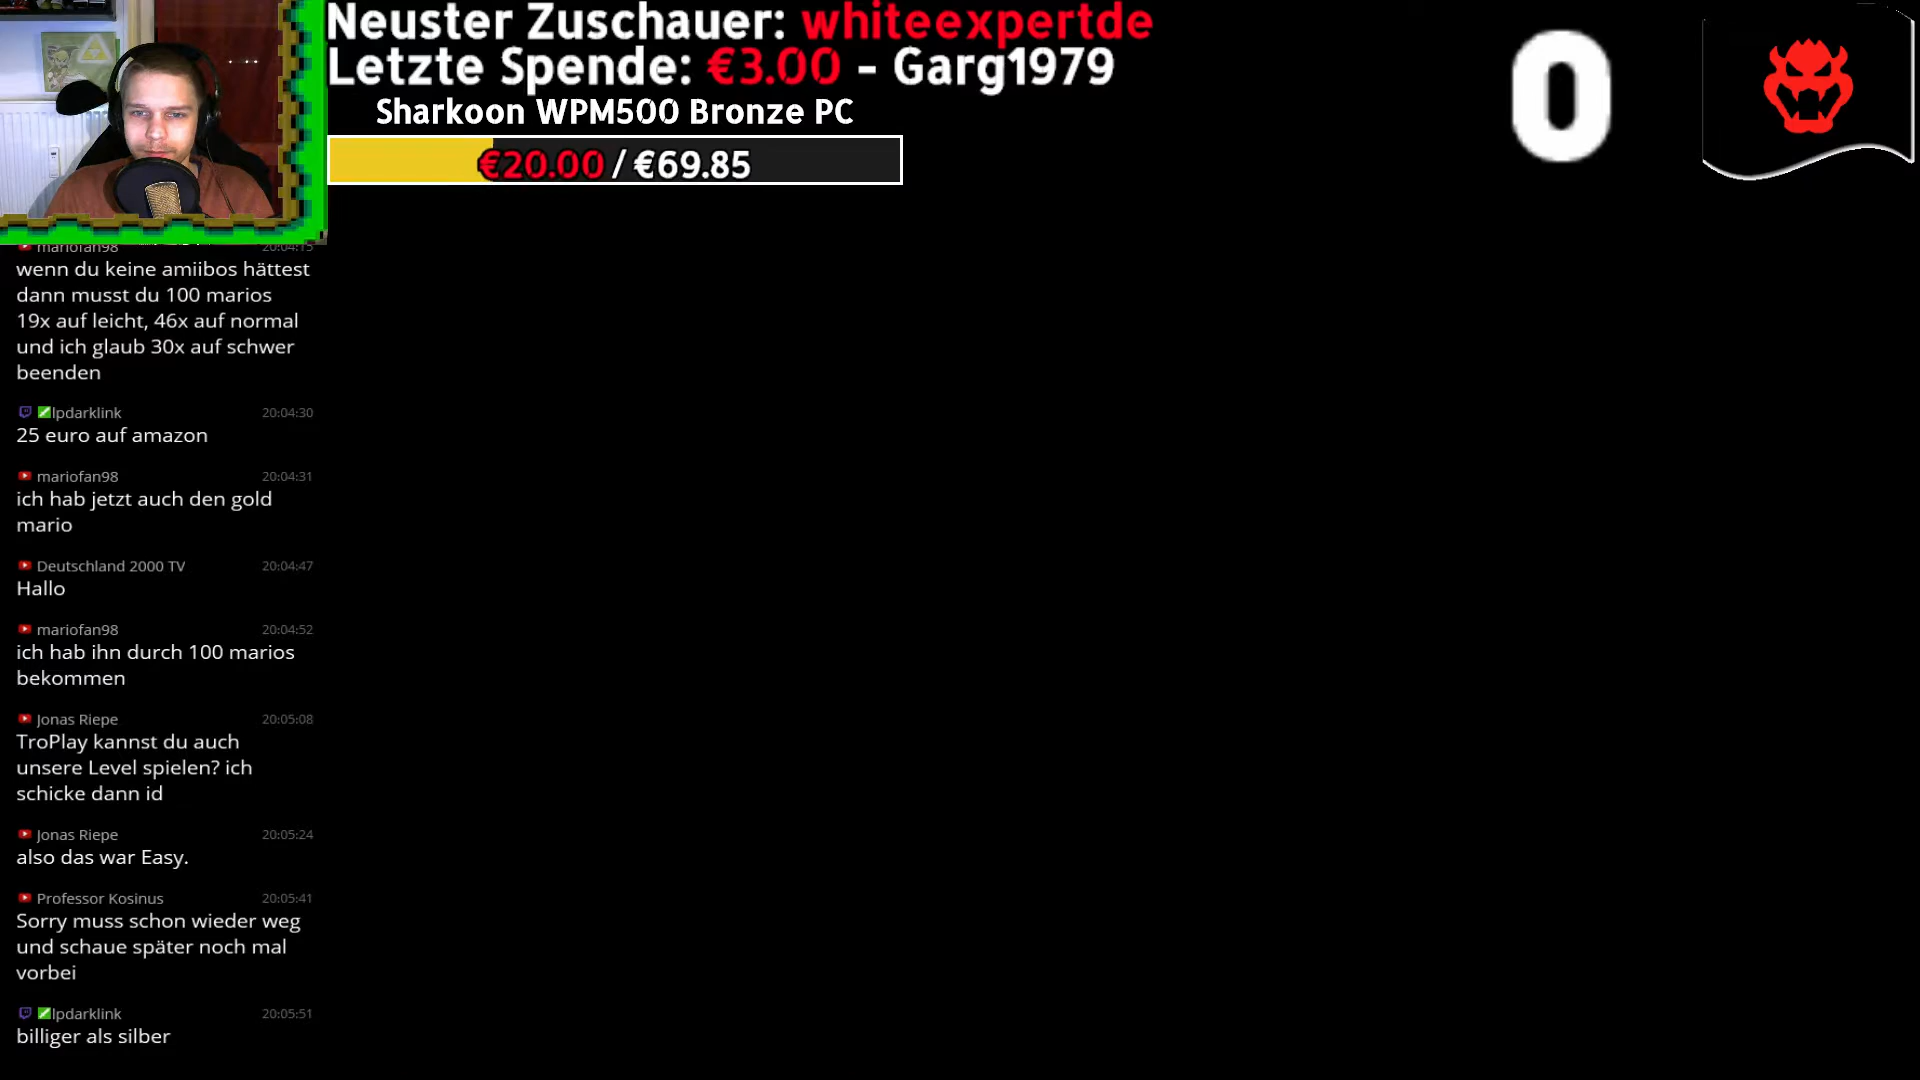 Neuster Zuschauer: whiteexpertde
Letzte Spende: €3.00 - Garg1979
Sharkoon WPM500 Bronze PC
€20.00 / €69.85
0
mariofan98 20:04:15
wenn du keine amiibos hättest
dann musst du 100 marios
19x auf leicht, 46x auf normal
und ich glaub 30x auf schwer
beenden
lpdarklink 20:04:30
25 euro auf amazon
mariofan98 20:04:31
ich hab jetzt auch den gold
mario
Deutschland 2000 TV 20:04:47
Hallo
mariofan98 20:04:52
ich hab ihn durch 100 marios
bekommen
Jonas Riepe 20:05:08
TroPlay kannst du auch
unsere Level spielen? ich
schicke dann id
Jonas Riepe 20:05:24
also das war Easy.
Professor Kosinus 20:05:41
Sorry muss schon wieder weg
und schaue später noch mal
vorbei
lpdarklink 20:05:51
billiger als silber